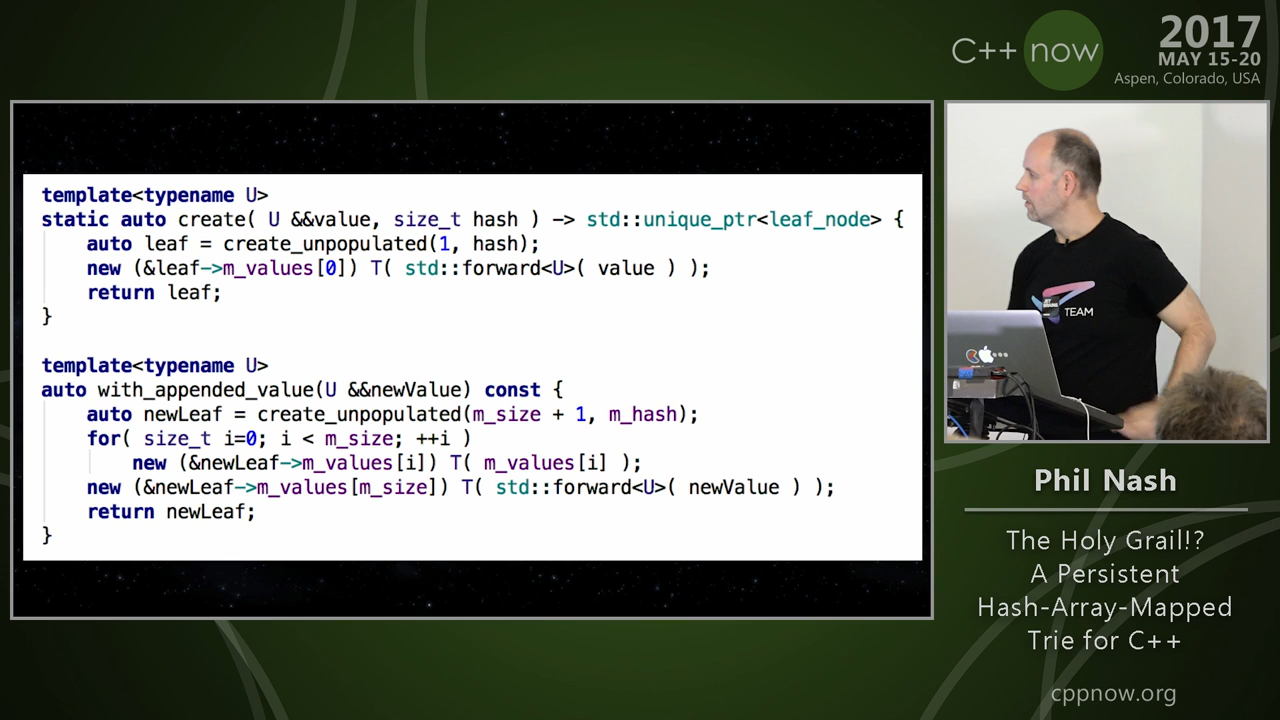 C++ now
2017
MAY 15-20
Aspen, Colorado, USA
template<typename U>
static auto create( U &&value, size_t hash ) -> std::unique_ptr<leaf_node> {
    auto leaf = create_unpopulated(1, hash);
    new (&leaf->m_values[0]) T( std::forward<U>( value ) );
    return leaf;
}
template<typename U>
auto with_appended_value(U &&newValue) const {
    auto newLeaf = create_unpopulated(m_size + 1, m_hash);
    for( size_t i=0; i < m_size; ++i )
        new (&newLeaf->m_values[i]) T( m_values[i] );
    new (&newLeaf->m_values[m_size]) T( std::forward<U>( newValue ) );
    return newLeaf;
}
TEAM
Phil Nash
The Holy Grail!?
A Persistent
Hash-Array-Mapped
Trie for C++
cppnow.org